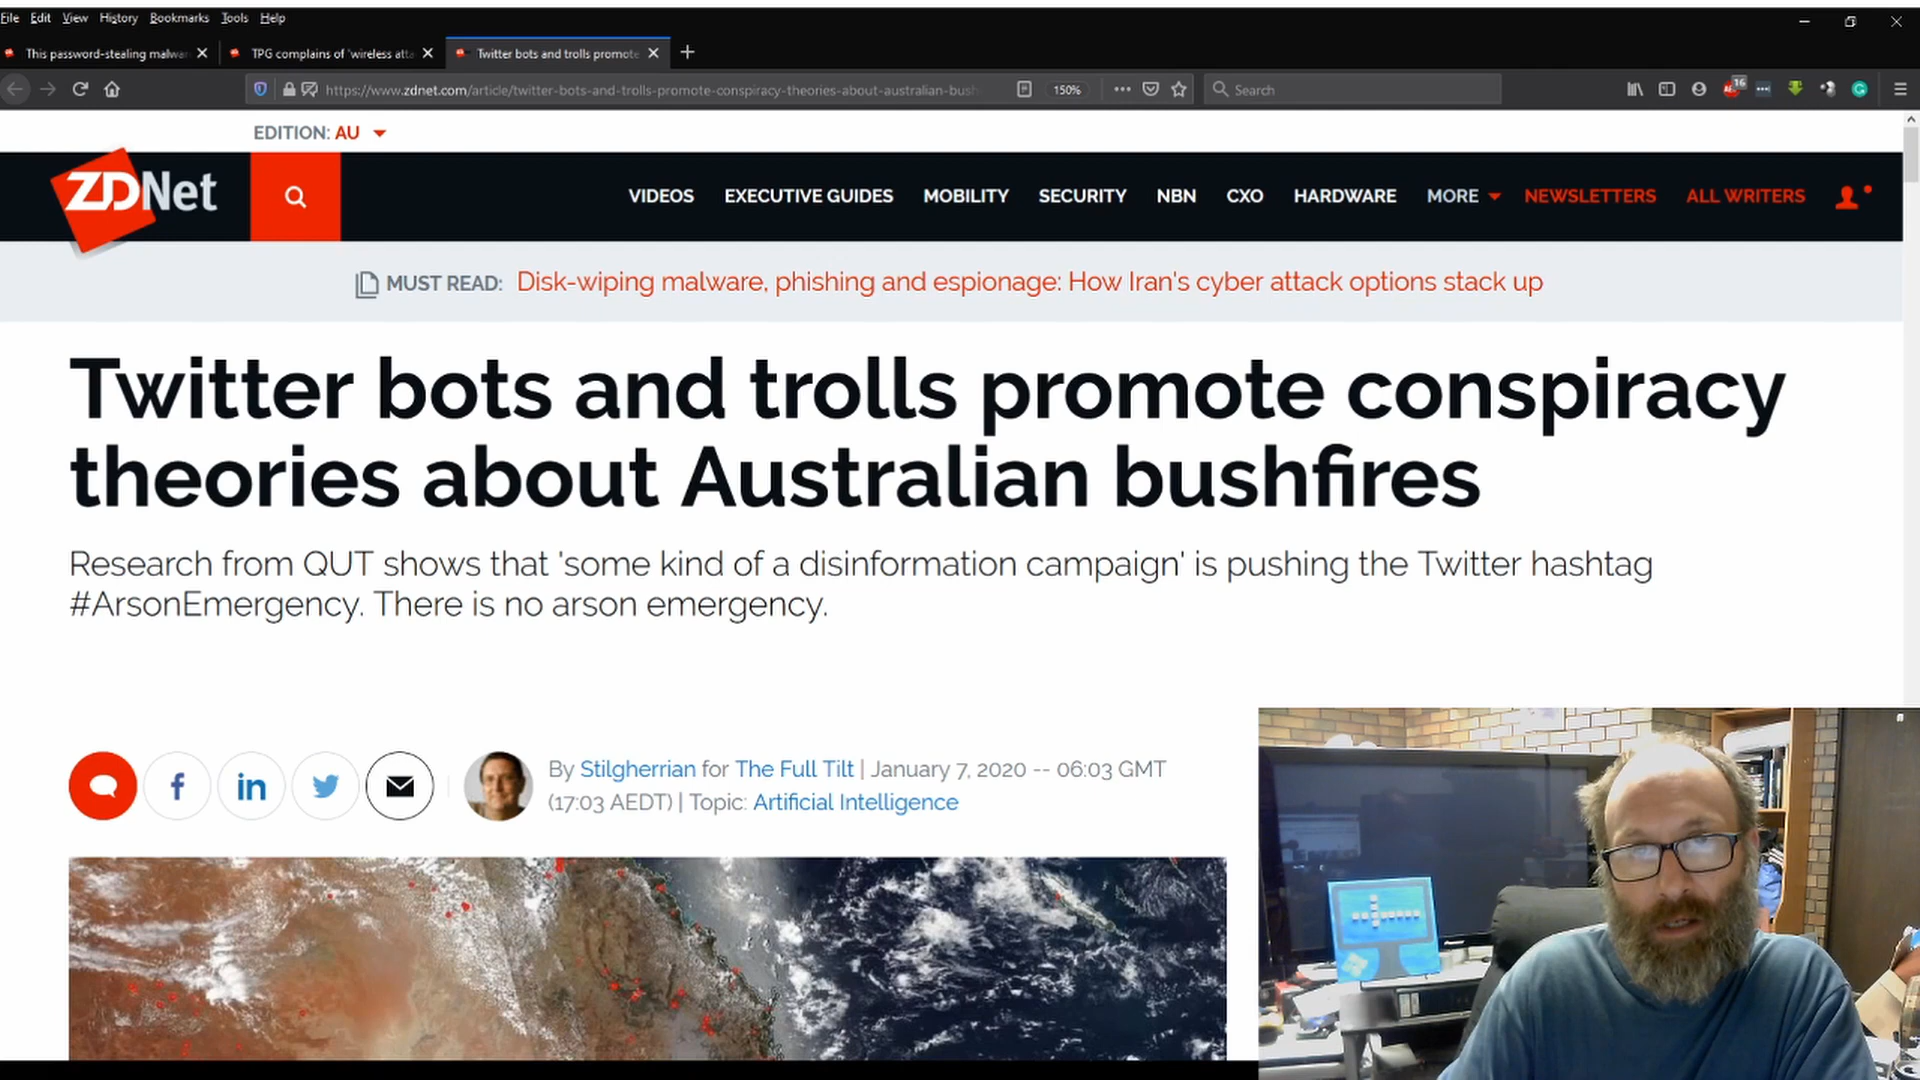 File Edit View History Bookmarks Tools Help
This password-stealing malwar
TPG complains of 'wireless atta
Twitter bots and trolls promote
https://www.zdnet.com/article/twitter-bots-and-trolls-promote-conspiracy-theories-about-australian-bush
150%
Search
16
EDITION: AU
ZDNet
VIDEOS EXECUTIVE GUIDES MOBILITY SECURITY NBN CXO HARDWARE MORE NEWSLETTERS ALL WRITERS
MUST READ: Disk-wiping malware, phishing and espionage: How Iran's cyber attack options stack up
Twitter bots and trolls promote conspiracy
theories about Australian bushfires
Research from QUT shows that 'some kind of a disinformation campaign' is pushing the Twitter hashtag
#ArsonEmergency. There is no arson emergency.
By Stilgherrian for The Full Tilt | January 7, 2020 -- 06:03 GMT
(17:03 AEDT) | Topic: Artificial Intelligence